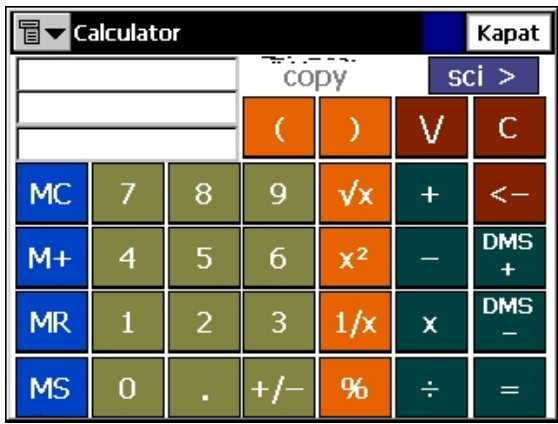 Calculator Kapat
copy sci >
( ) V C
MC 7 8 9 √x + <–
M+ 4 5 6 x² – DMS +
MR 1 2 3 1/x x DMS –
MS 0 . +/– % ÷ =